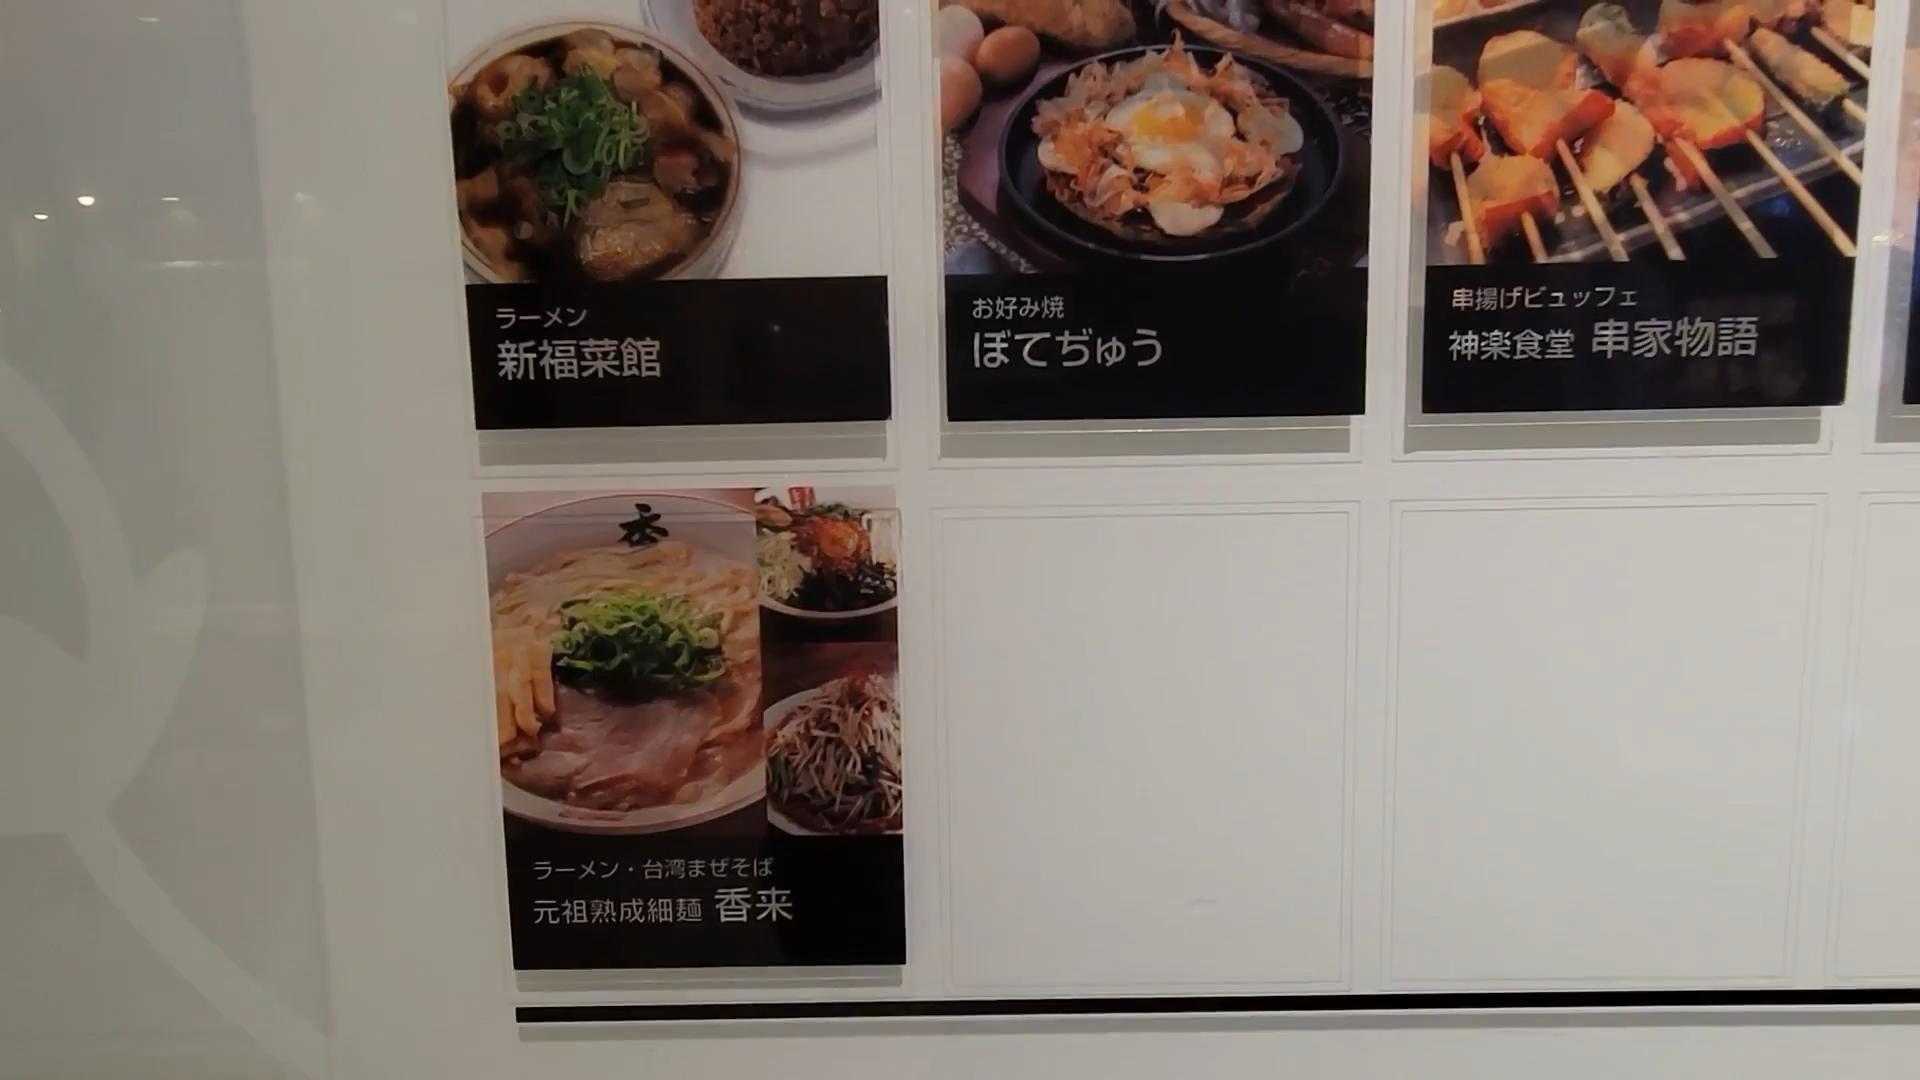 ラーメン
新福菜館
お好み焼
ぼてぢゅう
串揚げビュッフェ
神楽食堂 串家物語
ラーメン・台湾まぜそば
元祖熟成細麺 香来